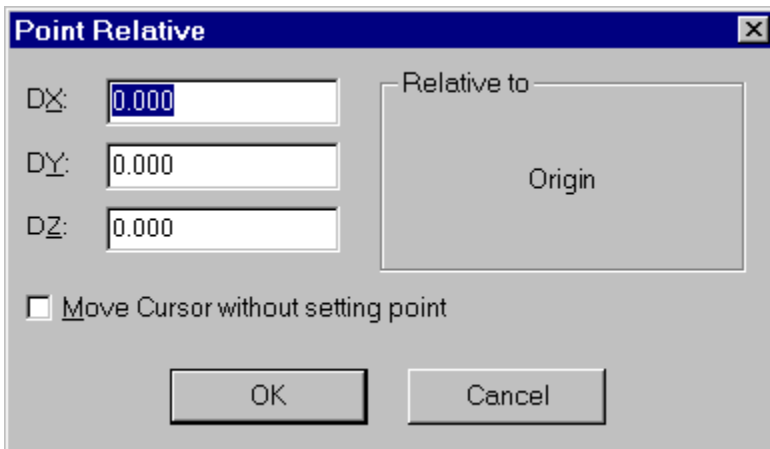 Point Relative
DX: 0.000
DY: 0.000
DZ: 0.000
Relative to
Origin
Move Cursor without setting point
OK
Cancel